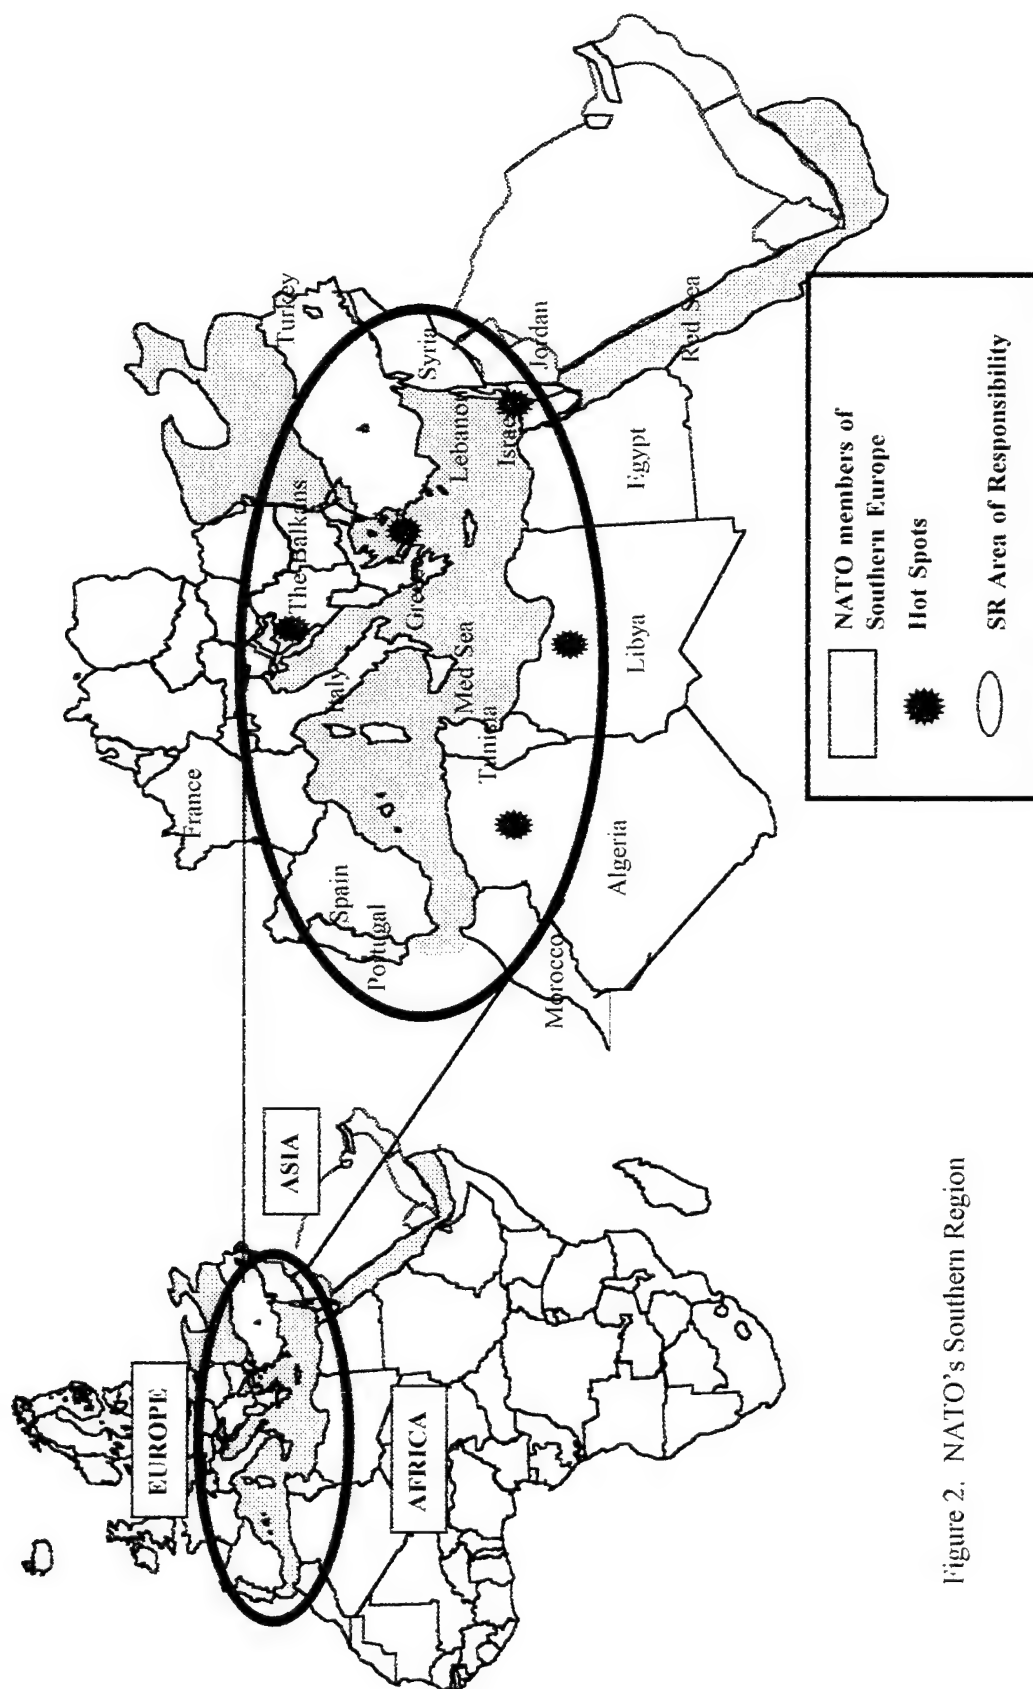 EUROPE
ASIA
AFRICA
France
Spain
Portugal
Italy
The Balkans
Greece
Turkey
Syria
Lebanon
Israel
Jordan
Med Sea
Tunisia
Morocco
Algeria
Libya
Egypt
Red Sea
NATO members of
Southern Europe
Hot Spots
SR Area of Responsibility
Figure 2. NATO's Southern Region